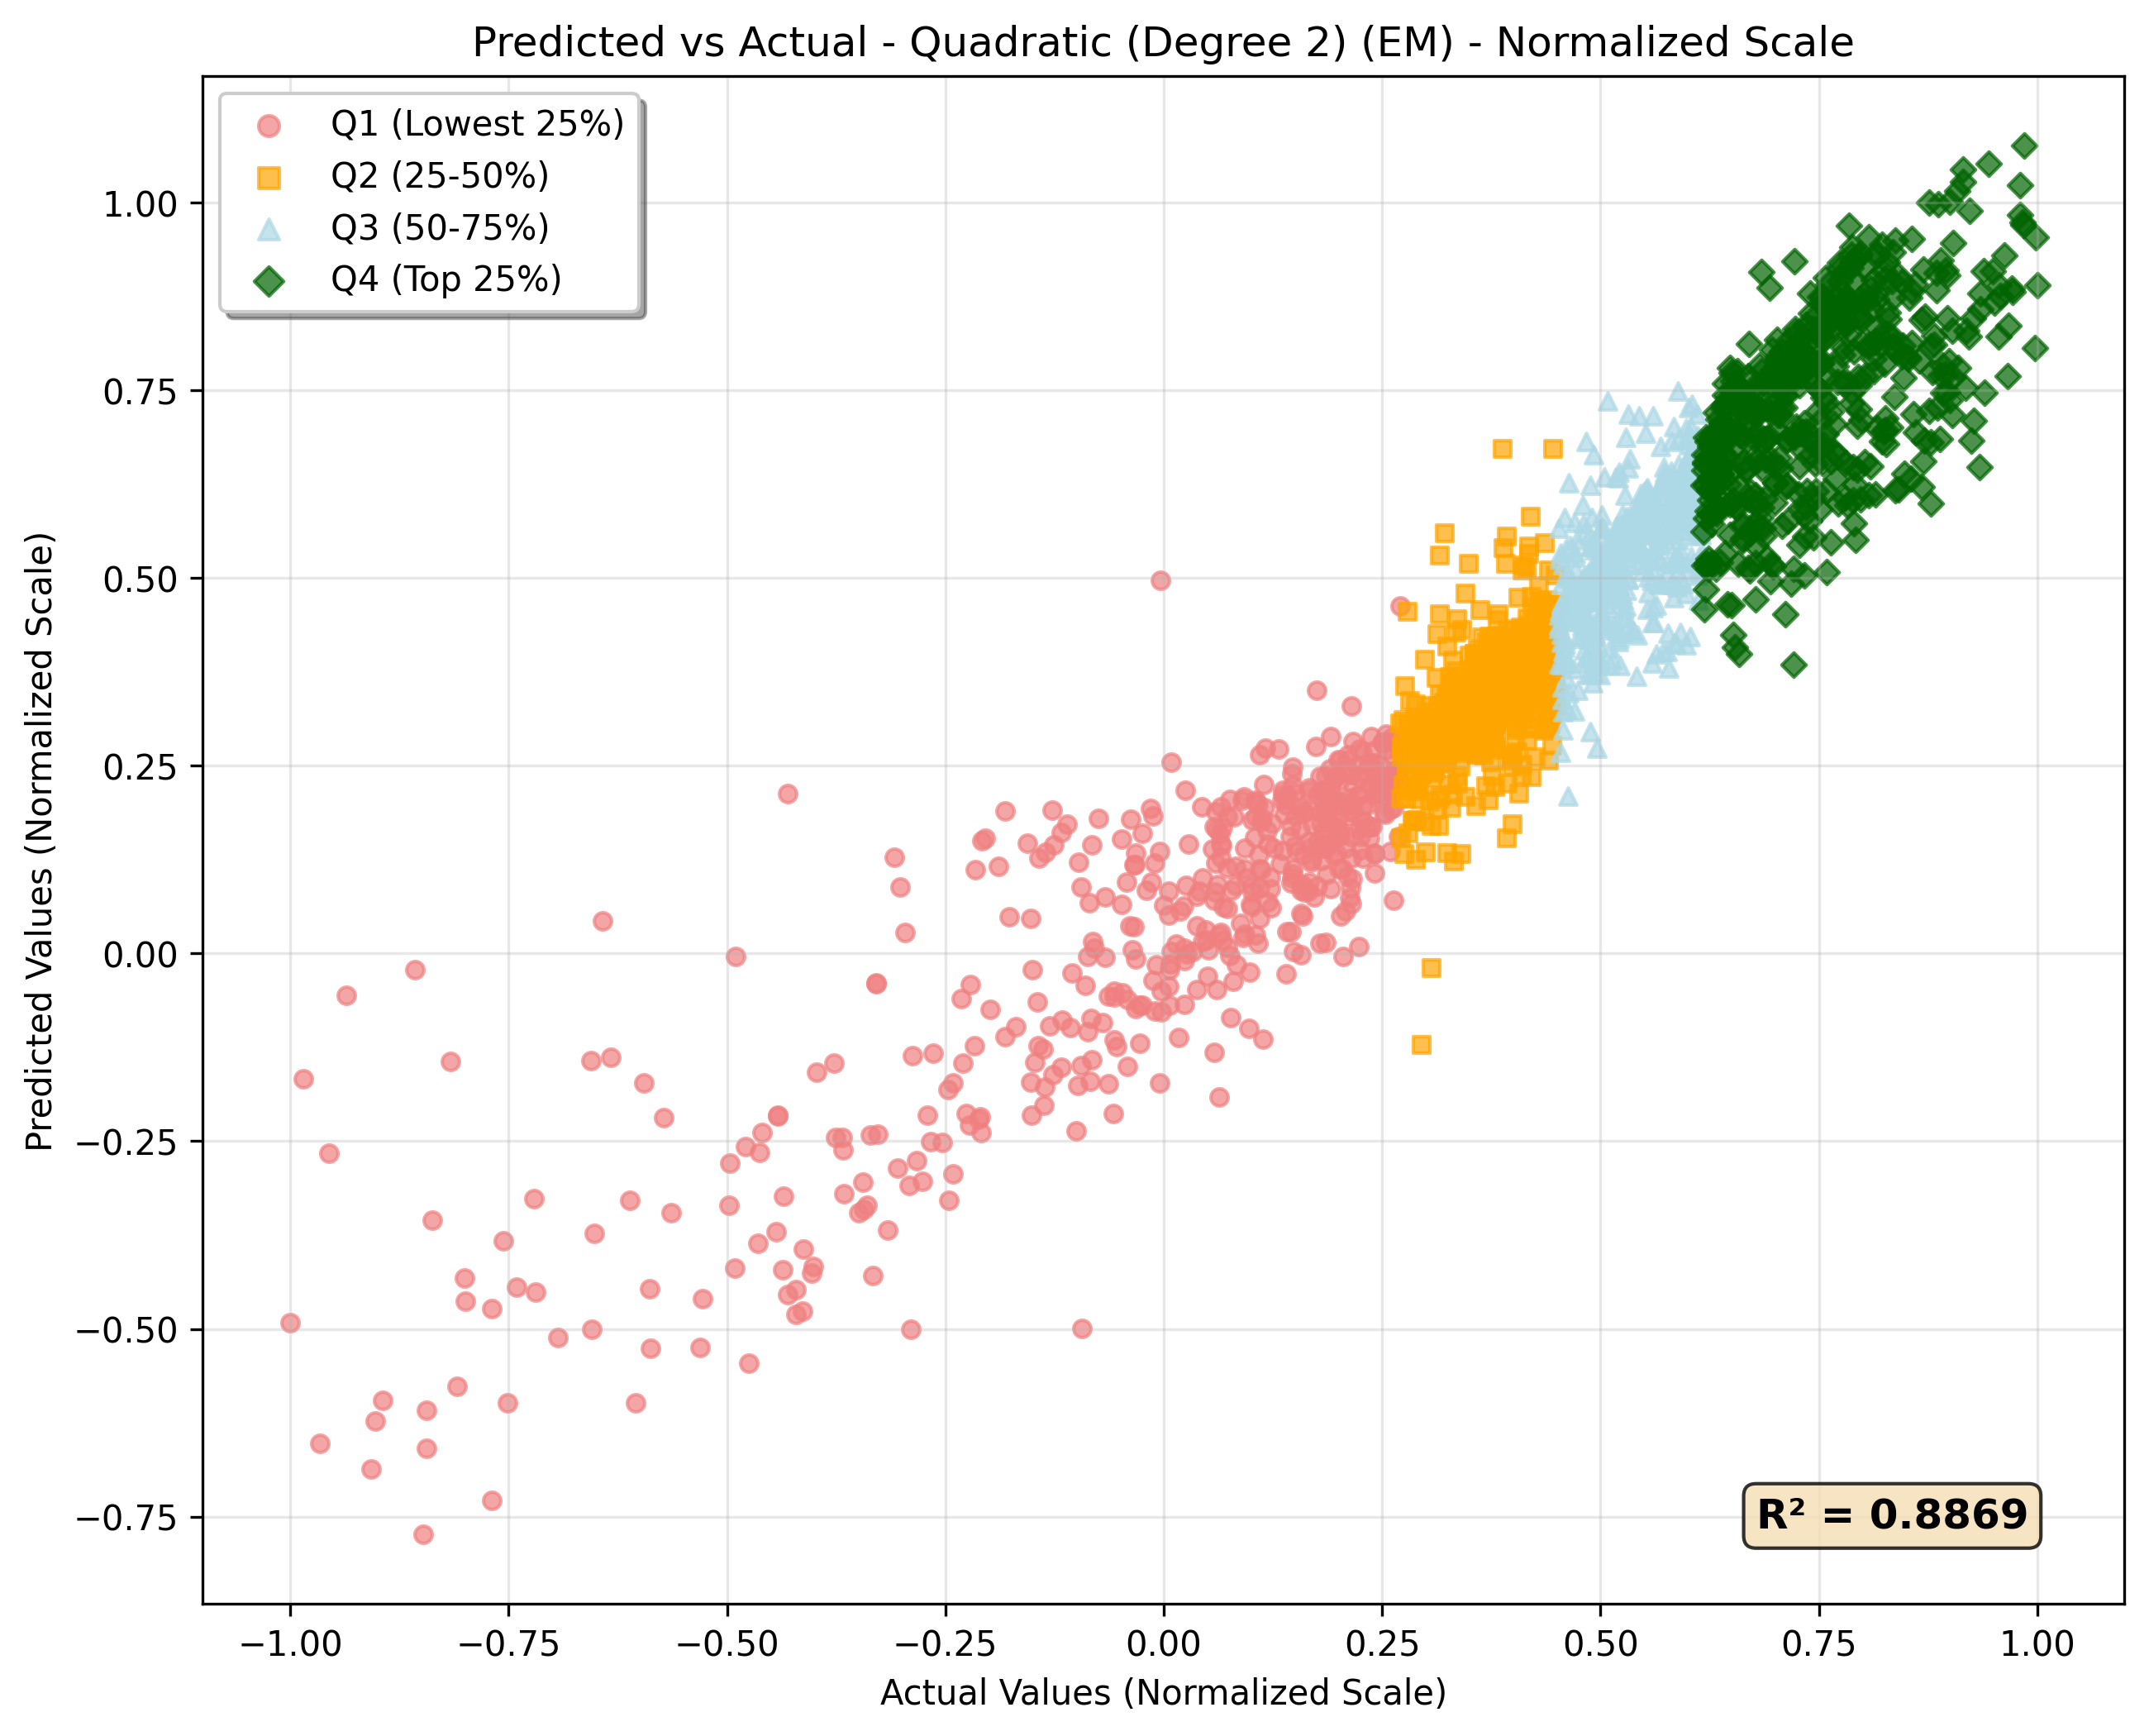 Predicted vs Actual - Quadratic (Degree 2) (EM) - Normalized Scale
Q1 (Lowest 25%)
Q2 (25-50%)
Q3 (50-75%)
Q4 (Top 25%)
Predicted Values (Normalized Scale)
1.00
0.75
0.50
0.25
0.00
−0.25
−0.50
−0.75
R² = 0.8869
−1.00
−0.75
−0.50
−0.25
0.00
0.25
0.50
0.75
1.00
Actual Values (Normalized Scale)